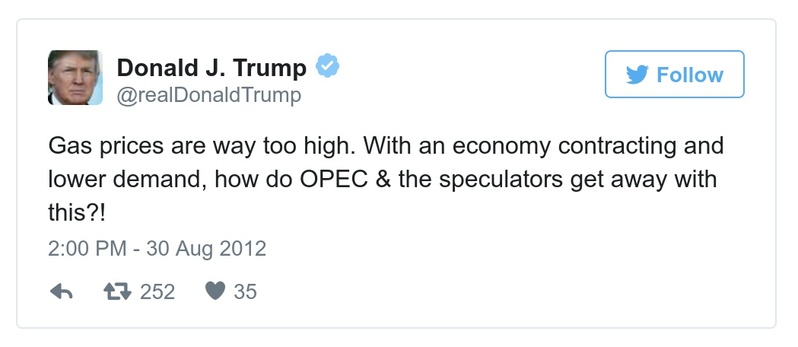 Donald J. Trump
@realDonaldTrump
Follow
Gas prices are way too high. With an economy contracting and
lower demand, how do OPEC & the speculators get away with
this?!
2:00 PM - 30 Aug 2012
252 35